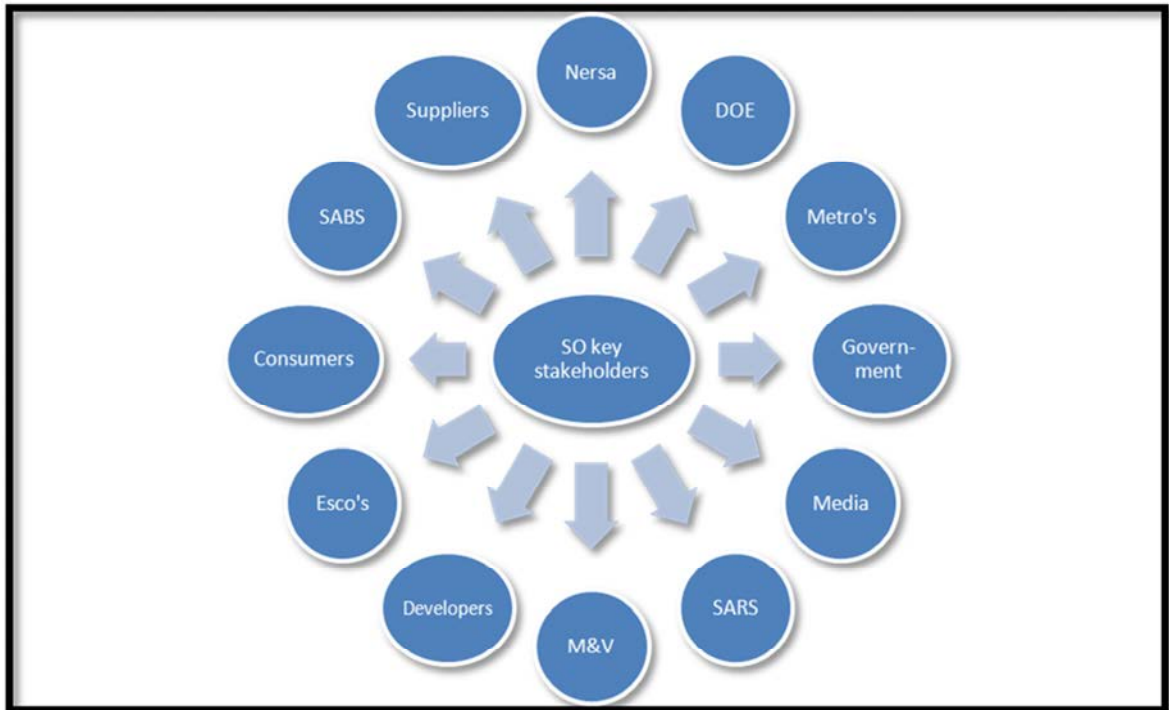 Nersa
DOE
Metro's
Govern-
ment
Media
SARS
M&V
Developers
Esco's
Consumers
SABS
Suppliers
SO key
stakeholders